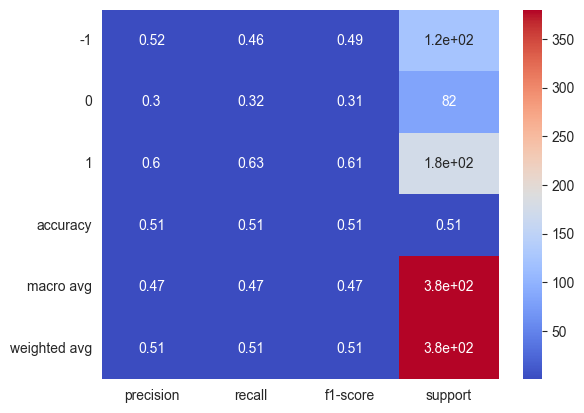 -1 0.52 0.46 0.49 1.2e+02
0 0.3 0.32 0.31 82
1 0.6 0.63 0.61 1.8e+02
accuracy 0.51 0.51 0.51 0.51
macro avg 0.47 0.47 0.47 3.8e+02
weighted avg 0.51 0.51 0.51 3.8e+02
precision recall f1-score support
350
300
250
200
150
100
50